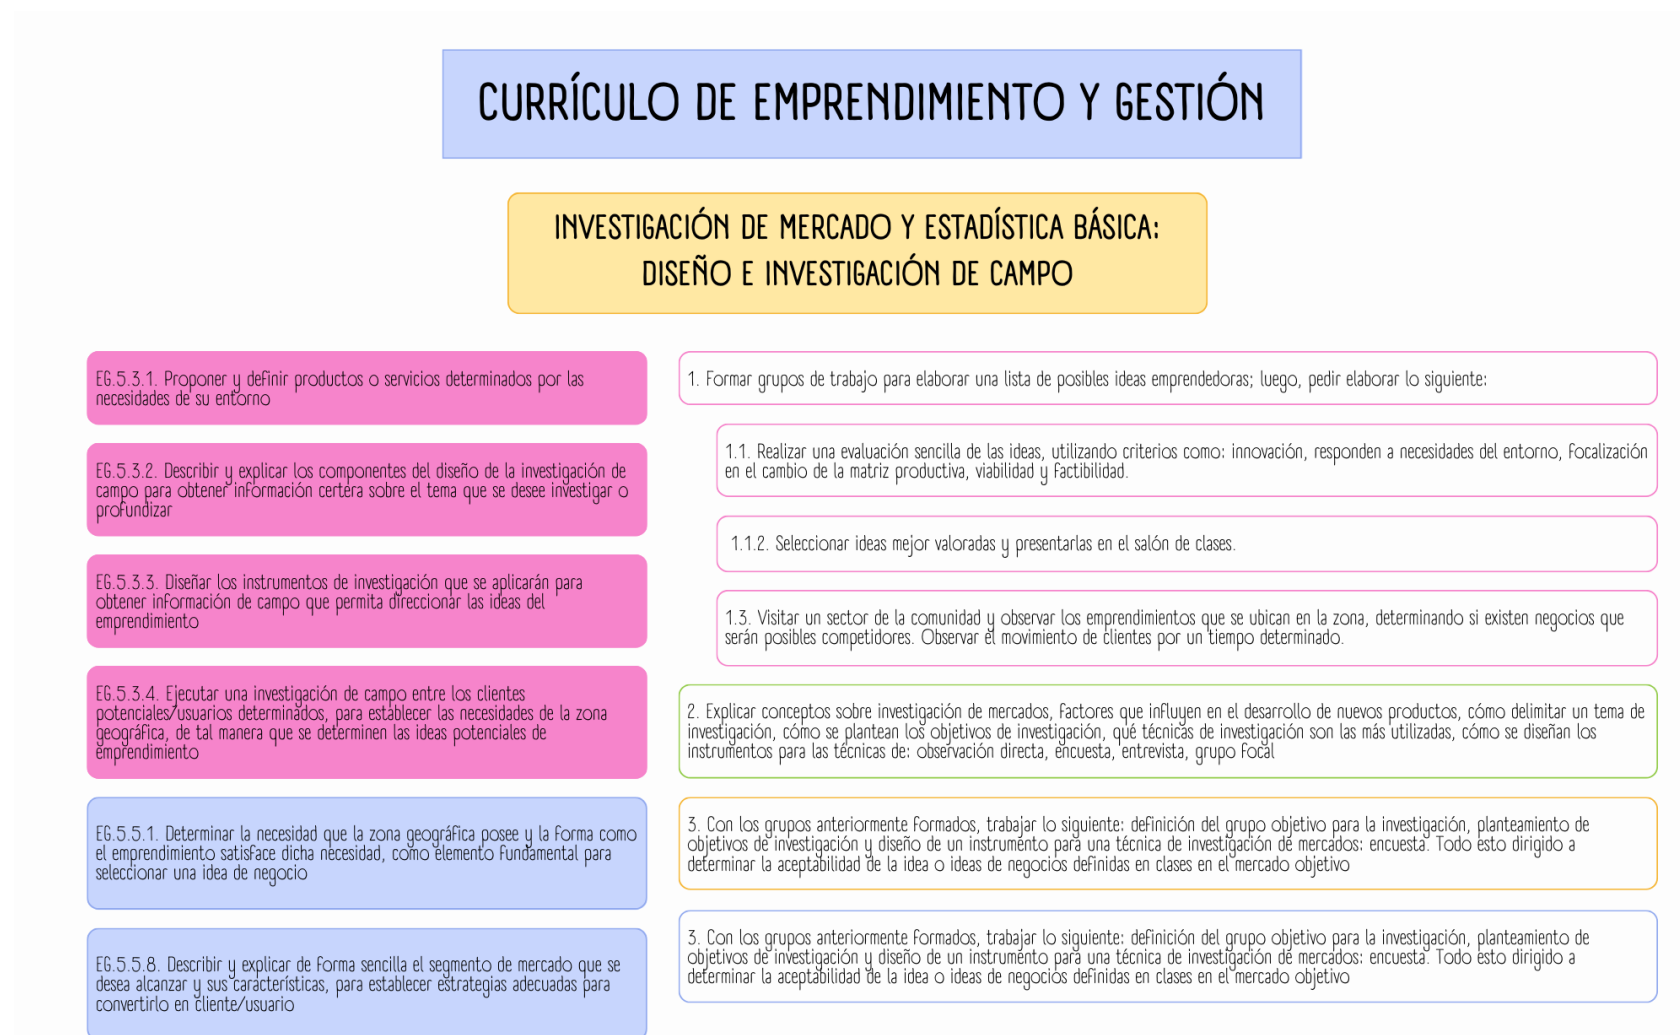 CURRÍCULO DE EMPRENDIMIENTO Y GESTIÓN
INVESTIGACIÓN DE MERCADO Y ESTADÍSTICA BÁSICA:
DISEÑO E INVESTIGACIÓN DE CAMPO
EG.5.3.1. Proponer y definir productos o servicios determinados por las
necesidades de su entorno
EG.5.3.2. Describir y explicar los componentes del diseño de la investigación de
campo para obtener información certera sobre el tema que se desee investigar o
profundizar
EG.5.3.3. Diseñar los instrumentos de investigación que se aplicarán para
obtener información de campo que permita direccionar las ideas del
emprendimiento
EG.5.3.4. Ejecutar una investigación de campo entre los clientes
potenciales/usuarios determinados, para establecer las necesidades de la zona
geográfica, de tal manera que se determinen las ideas potenciales de
emprendimiento
EG.5.5.1. Determinar la necesidad que la zona geográfica posee y la forma como
el emprendimiento satisface dicha necesidad, como elemento fundamental para
seleccionar una idea de negocio
EG.5.5.8. Describir y explicar de forma sencilla el segmento de mercado que se
desea alcanzar y sus características, para establecer estrategias adecuadas para
convertirlo en cliente/usuario
1. Formar grupos de trabajo para elaborar una lista de posibles ideas emprendedoras; luego, pedir elaborar lo siguiente:
1.1. Realizar una evaluación sencilla de las ideas, utilizando criterios como: innovación, responden a necesidades del entorno, focalización
en el cambio de la matriz productiva, viabilidad y factibilidad.
1.1.2. Seleccionar ideas mejor valoradas y presentarlas en el salón de clases.
1.3. Visitar un sector de la comunidad y observar los emprendimientos que se ubican en la zona, determinando si existen negocios que
serán posibles competidores. Observar el movimiento de clientes por un tiempo determinado.
2. Explicar conceptos sobre investigación de mercados, factores que influyen en el desarrollo de nuevos productos, cómo delimitar un tema de
investigación, cómo se plantean los objetivos de investigación, qué técnicas de investigación son las más utilizadas, cómo se diseñan los
instrumentos para las técnicas de: observación directa, encuesta, entrevista, grupo focal
3. Con los grupos anteriormente formados, trabajar lo siguiente: definición del grupo objetivo para la investigación, planteamiento de
objetivos de investigación y diseño de un instrumento para una técnica de investigación de mercados: encuesta. Todo esto dirigido a
determinar la aceptabilidad de la idea o ideas de negocios definidas en clases en el mercado objetivo
3. Con los grupos anteriormente formados, trabajar lo siguiente: definición del grupo objetivo para la investigación, planteamiento de
objetivos de investigación y diseño de un instrumento para una técnica de investigación de mercados: encuesta. Todo esto dirigido a
determinar la aceptabilidad de la idea o ideas de negocios definidas en clases en el mercado objetivo